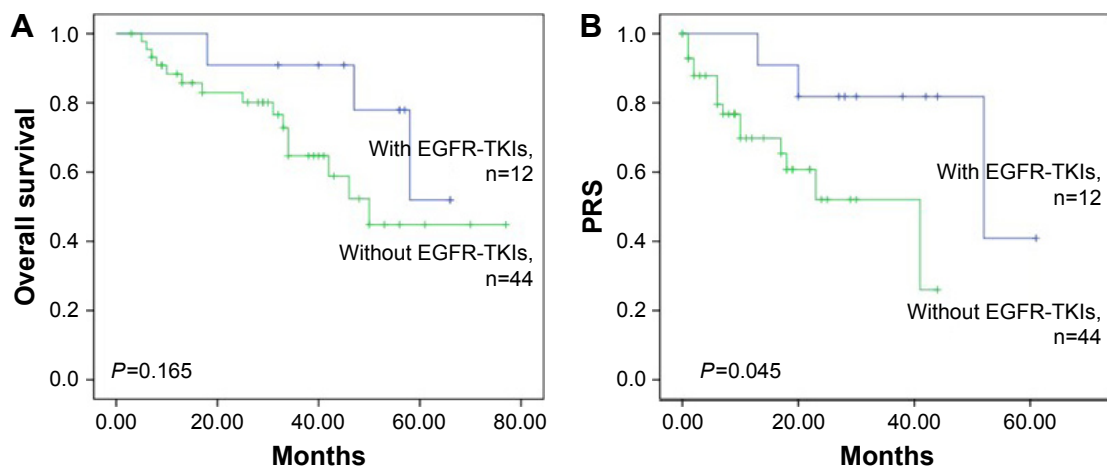 A
Overall survival
1.0
0.8
0.6
0.4
0.2
0.0
With EGFR-TKIs,
n=12
Without EGFR-TKIs,
n=44
P=0.165
0.00 20.00 40.00 60.00 80.00
Months
B
PRS
1.0
0.8
0.6
0.4
0.2
0.0
With EGFR-TKIs,
n=12
Without EGFR-TKIs,
n=44
P=0.045
0.00 20.00 40.00 60.00
Months